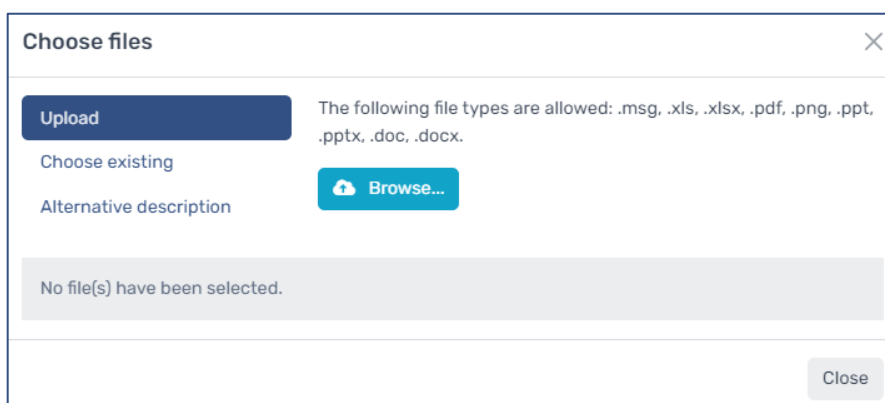 Choose files
Upload
Choose existing
Alternative description
The following file types are allowed: .msg, .xls, .xlsx, .pdf, .png, .ppt,
.pptx, .doc, .docx.
Browse...
No file(s) have been selected.
Close